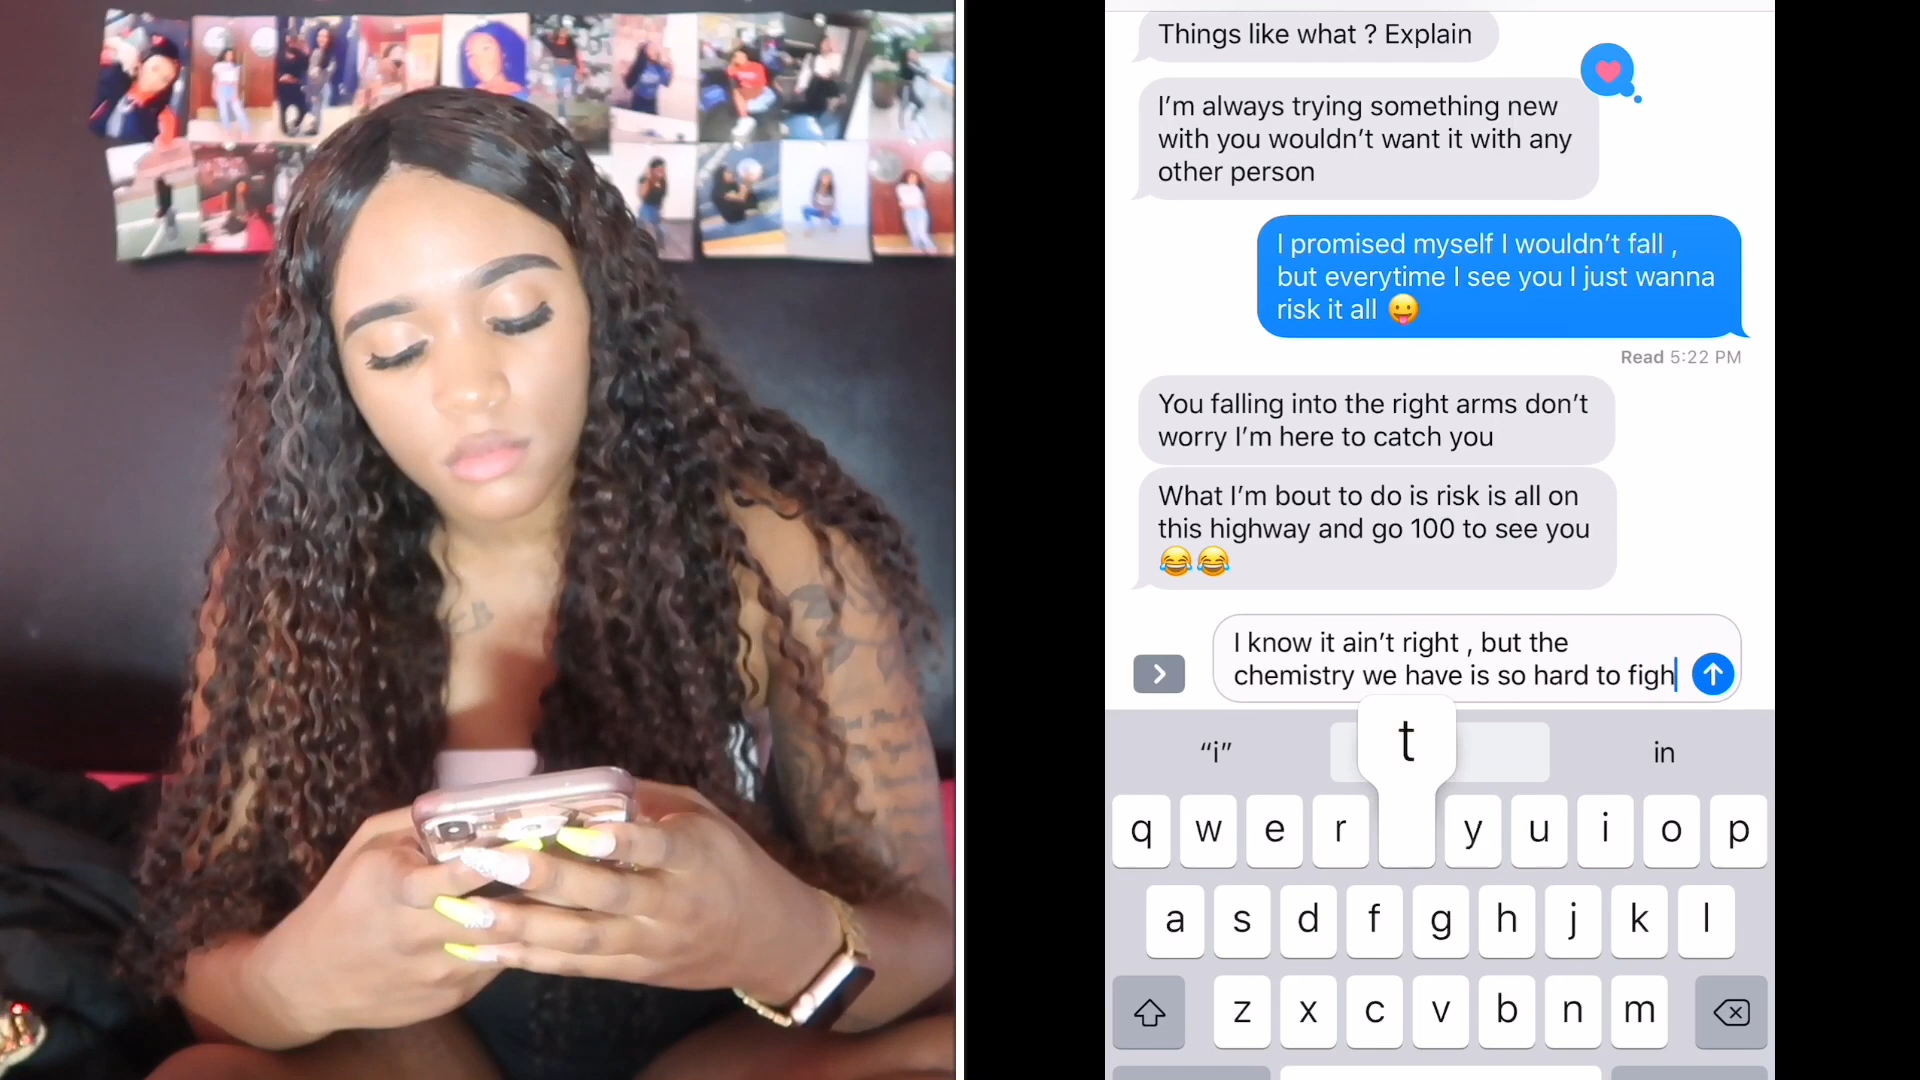 Things like what ? Explain
I’m always trying something new
with you wouldn’t want it with any
other person
I promised myself I wouldn’t fall ,
but everytime I see you I just wanna
risk it all 😛
Read 5:22 PM
You falling into the right arms don’t
worry I’m here to catch you
What I’m bout to do is risk is all on
this highway and go 100 to see you
😂😂
I know it ain’t right , but the
chemistry we have is so hard to figh
“i”
in
t
q w e r y u i o p
a s d f g h j k l
z x c v b n m